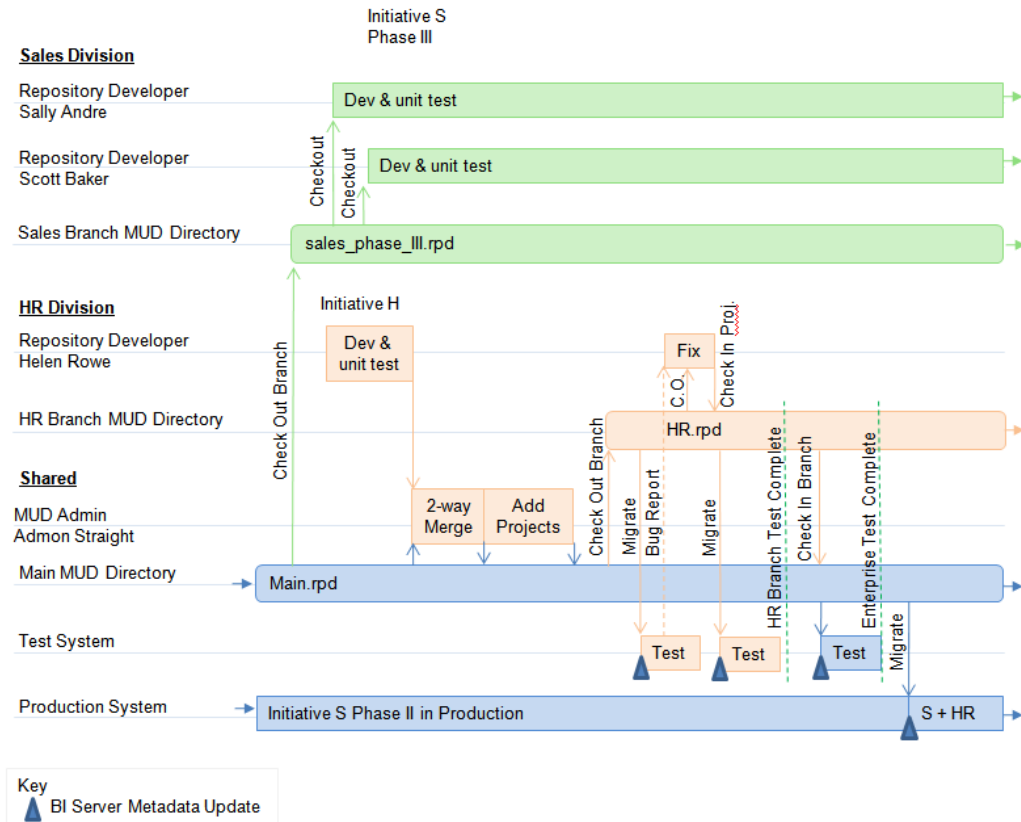 Initiative S
Phase III
Sales Division
Repository Developer
Sally Andre
Dev & unit test
Repository Developer
Scott Baker
Dev & unit test
Checkout
Checkout
Sales Branch MUD Directory
sales_phase_III.rpd
HR Division
Initiative H
Repository Developer
Helen Rowe
Dev &
unit test
Fix
Check In Proj.
C.O.
Check Out Branch
HR Branch MUD Directory
HR.rpd
Shared
MUD Admin
Admon Straight
2-way
Merge
Add
Projects
Check Out Branch
Migrate
Bug Report
Migrate
HR Branch Test Complete
Check In Branch
Enterprise Test Complete
Main MUD Directory
Main.rpd
Test System
Test
Test
Test
Migrate
Production System
Initiative S Phase II in Production
S + HR
Key
BI Server Metadata Update